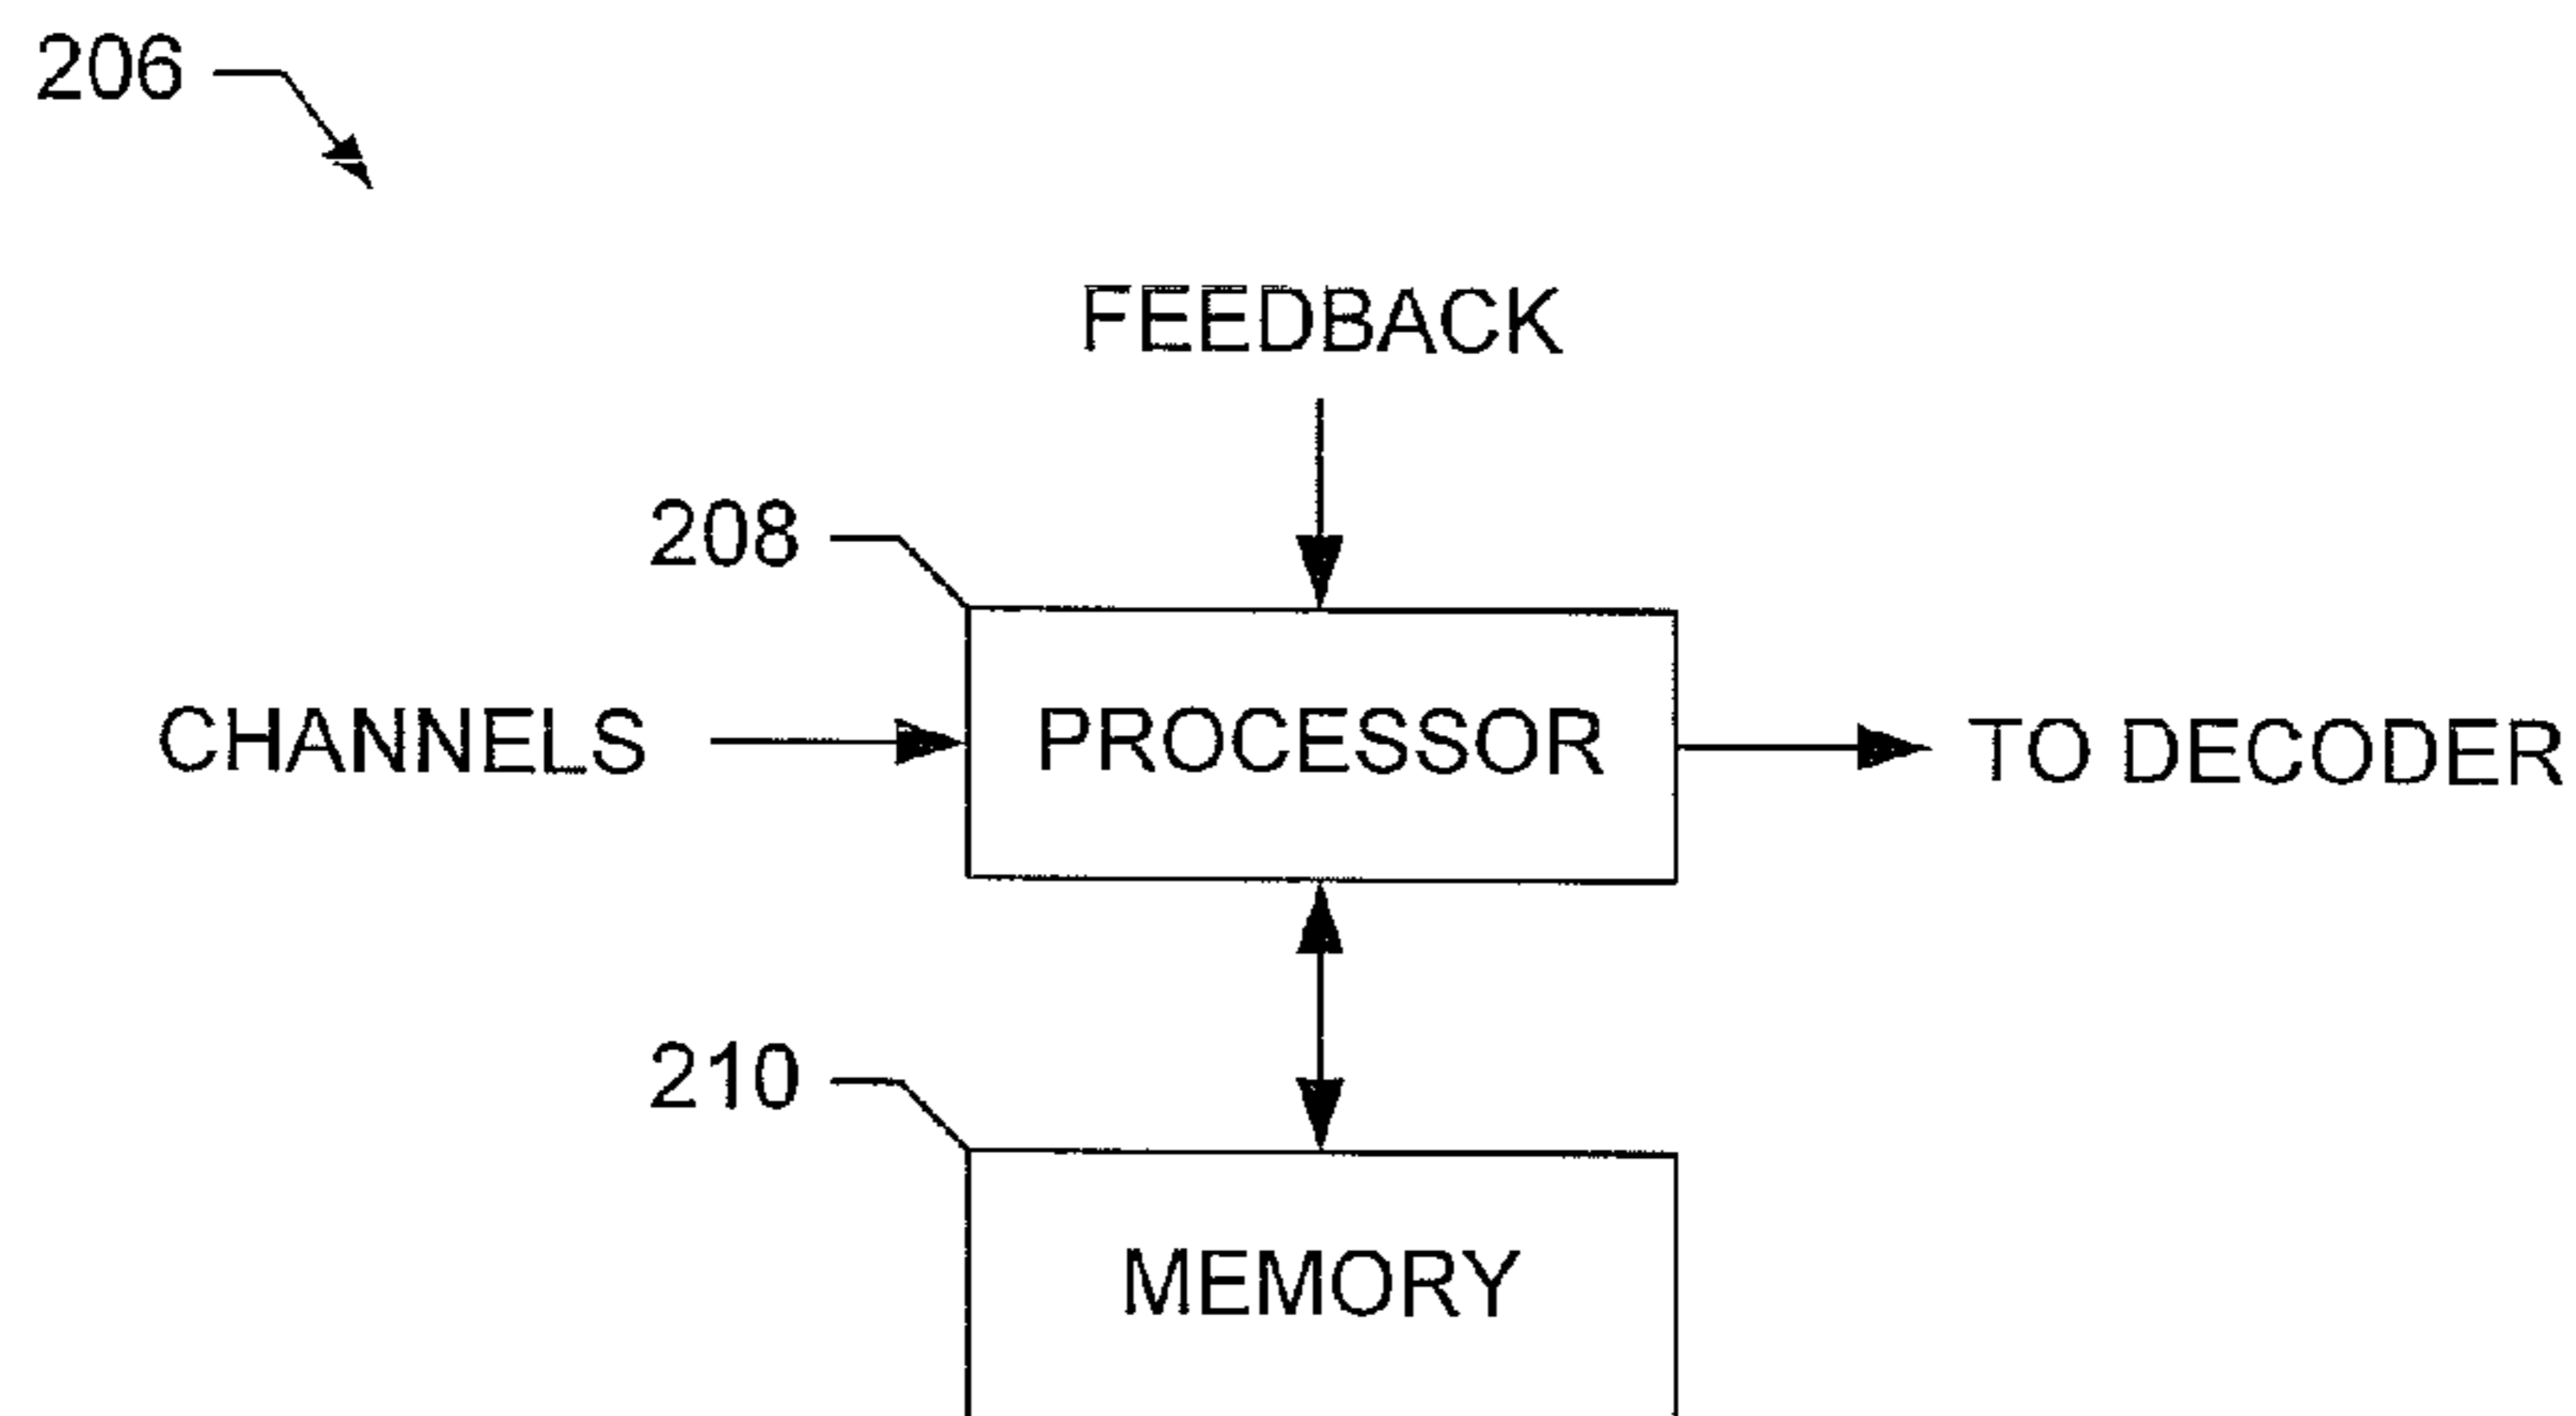 206
FEEDBACK
208
CHANNELS
PROCESSOR
TO DECODER
210
MEMORY